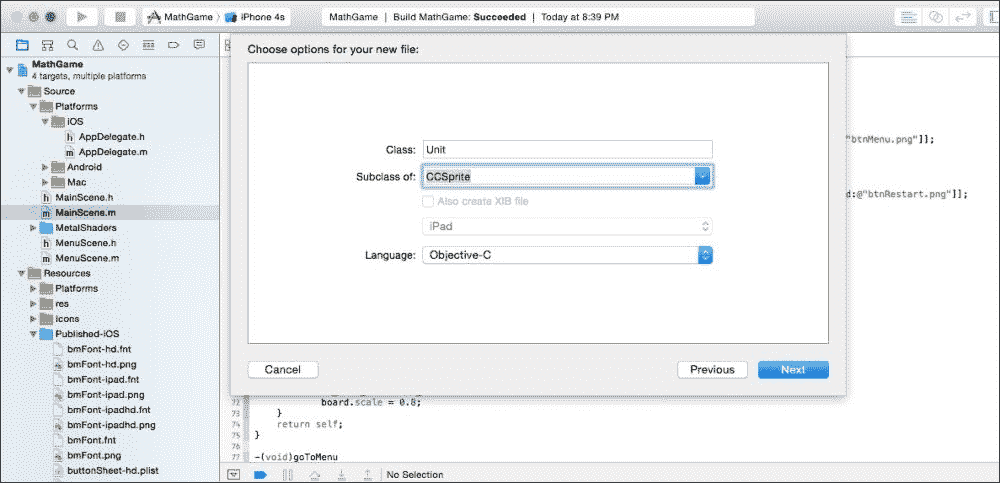 MathGame
iPhone 4s
MathGame | Build MathGame: Succeeded | Today at 8:39 PM
MathGame
4 targets, multiple platforms
Source
Platforms
iOS
h AppDelegate.h
m AppDelegate.m
Android
Mac
h MainScene.h
m MainScene.m
MetalShaders
h MenuScene.h
m MenuScene.m
Resources
Platforms
res
Icons
Published-iOS
bmFont-hd.fnt
bmFont-hd.png
bmFont-ipad.fnt
bmFont-ipad.png
bmFont-ipadhd.fnt
bmFont-ipadhd.png
bmFont.fnt
bmFont.png
buttonSheet-hd.plist
Choose options for your new file:
Class: Unit
Subclass of: CCSprite
Also create XIB file
iPad
Language: Objective-C
Cancel
Previous
Next
"btnMenu.png"]];
d:@"btnRestart.png"]];
72 board.scale = 0.8;
73 }
74 return self;
75 }
76
77 -(void)goToMenu
No Selection